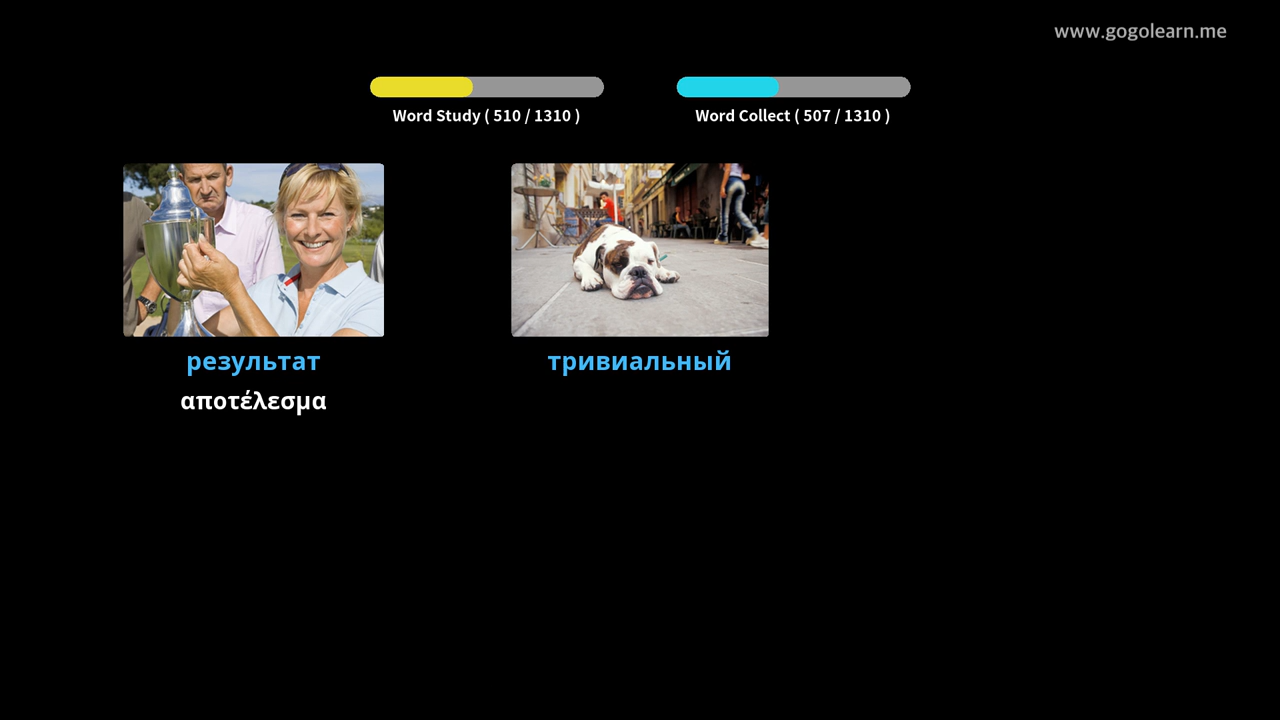 www.gogolearn.me
Word Study ( 510 / 1310 )
Word Collect ( 507 / 1310 )
результат
тривиальный
αποτέλεσμα